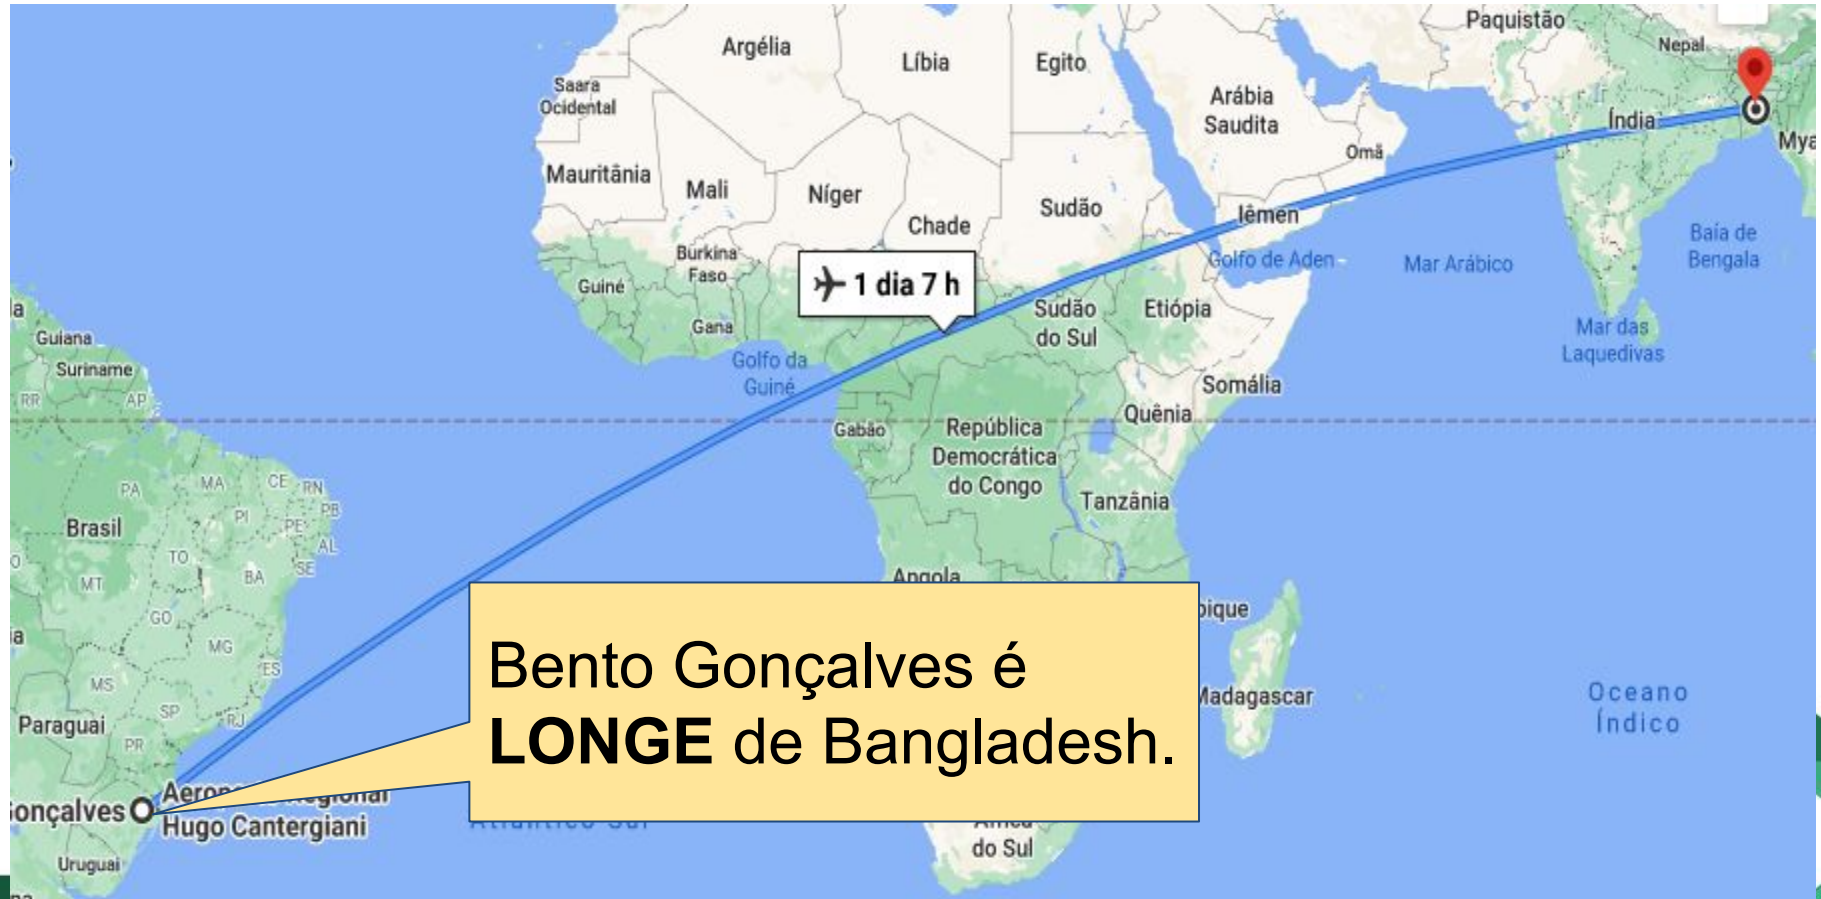 Paquistão
Argélia
Líbia
Egito
Nepal
Saara
Ocidental
Arábia
Saudita
Índia
Omã
Mauritânia
Mali
Níger
Chade
Sudão
Iêmen
Burkina
Faso
Baía de
Bengala
Golfo de Aden
Mar Arábico
1 dia 7 h
Guiné
Gana
Sudão
do Sul
Etiópia
Mar das
Laquedivas
Guiana
Suriname
Golfo da
Guiné
RR
AP
Somália
Quênia
Gabão
República
Democrática
do Congo
Tanzânia
PA
MA
CE
RN
PB
PI
PE
AL
SE
Brasil
TO
BA
MT
GO
MG
ES
MS
SP
RJ
Paraguai
PR
Angola
Madagascar
Oceano
Índico
Bento Gonçalves é
LONGE de Bangladesh.
Hugo Cantergiani
do Sul
Uruguai